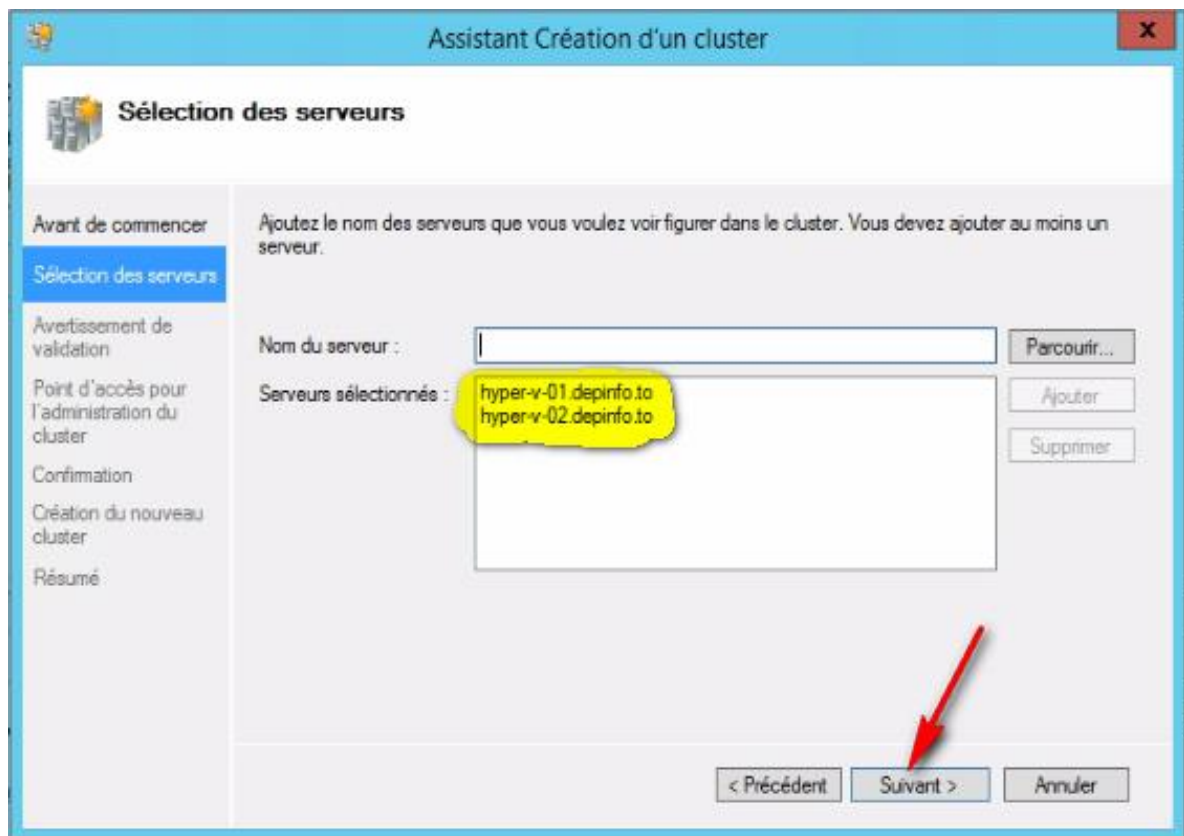 Assistant Création d'un cluster
x
Sélection des serveurs
Avant de commencer
Sélection des serveurs
Avertissement de
validation
Point d'accès pour
l'administration du
cluster
Confirmation
Création du nouveau
cluster
Résumé
Ajoutez le nom des serveurs que vous voulez voir figurer dans le cluster. Vous devez ajouter au moins un
serveur.
Nom du serveur :
Parcourir...
Serveurs sélectionnés :
hyper-v-01.depinfo.to
hyper-v-02.depinfo.to
Ajouter
Supprimer
< Précédent
Suivant >
Annuler